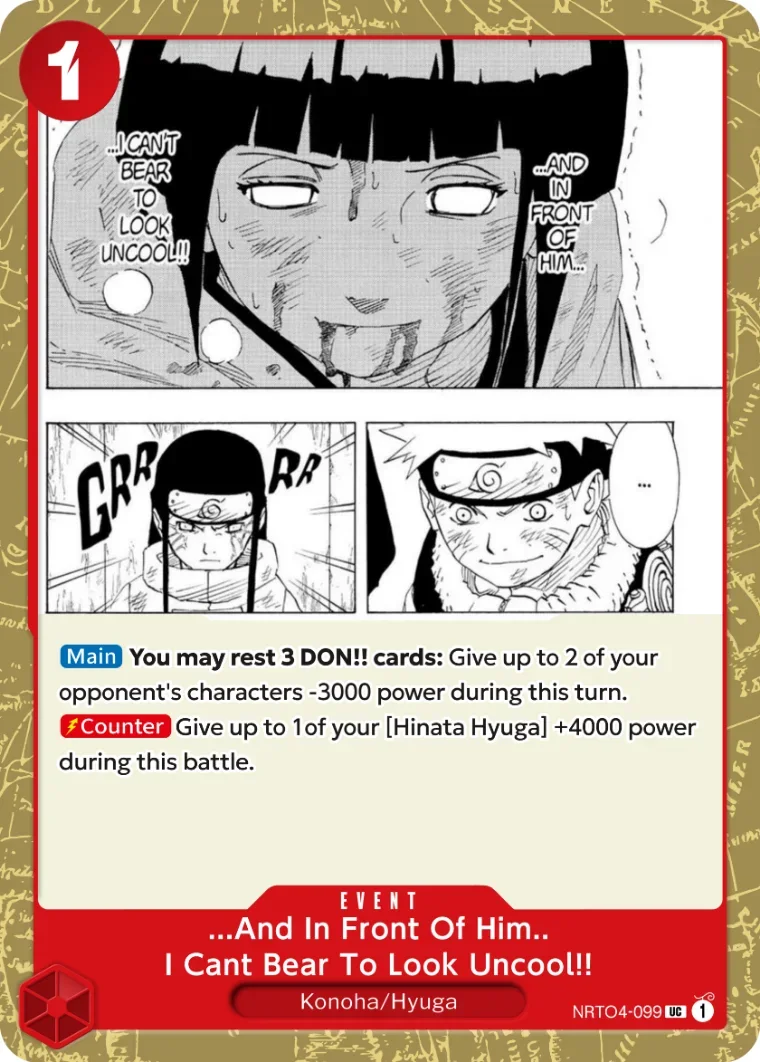 1
...AND
IN
FRONT
OF
HIM...
...I CAN'T
BEAR
TO
LOOK
UNCOOL!!
GRR
RR
...
Main You may rest 3 DON!! cards: Give up to 2 of your
opponent's characters -3000 power during this turn.
Counter Give up to 1of your [Hinata Hyuga] +4000 power
during this battle.
EVENT
...And In Front Of Him..
I Cant Bear To Look Uncool!!
Konoha/Hyuga
NRTO4-099 UC 1